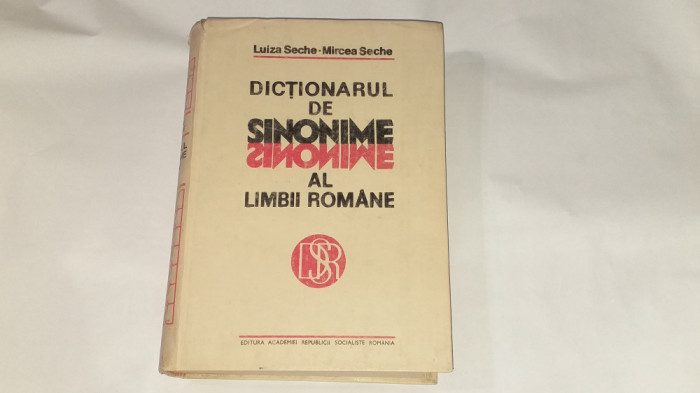 Luiza Seche • Mircea Seche
DICȚIONARUL
DE
SINONIME
SINONIME
AL
LIMBII ROMÂNE
DSR
EDITURA ACADEMIEI REPUBLICII SOCIALISTE ROMÂNIA